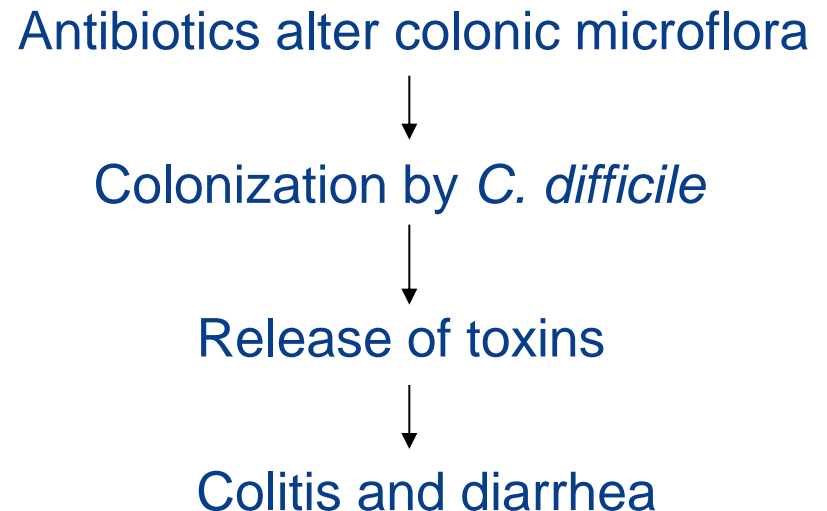 Antibiotics alter colonic microflora
Colonization by C. difficile
Release of toxins
Colitis and diarrhea